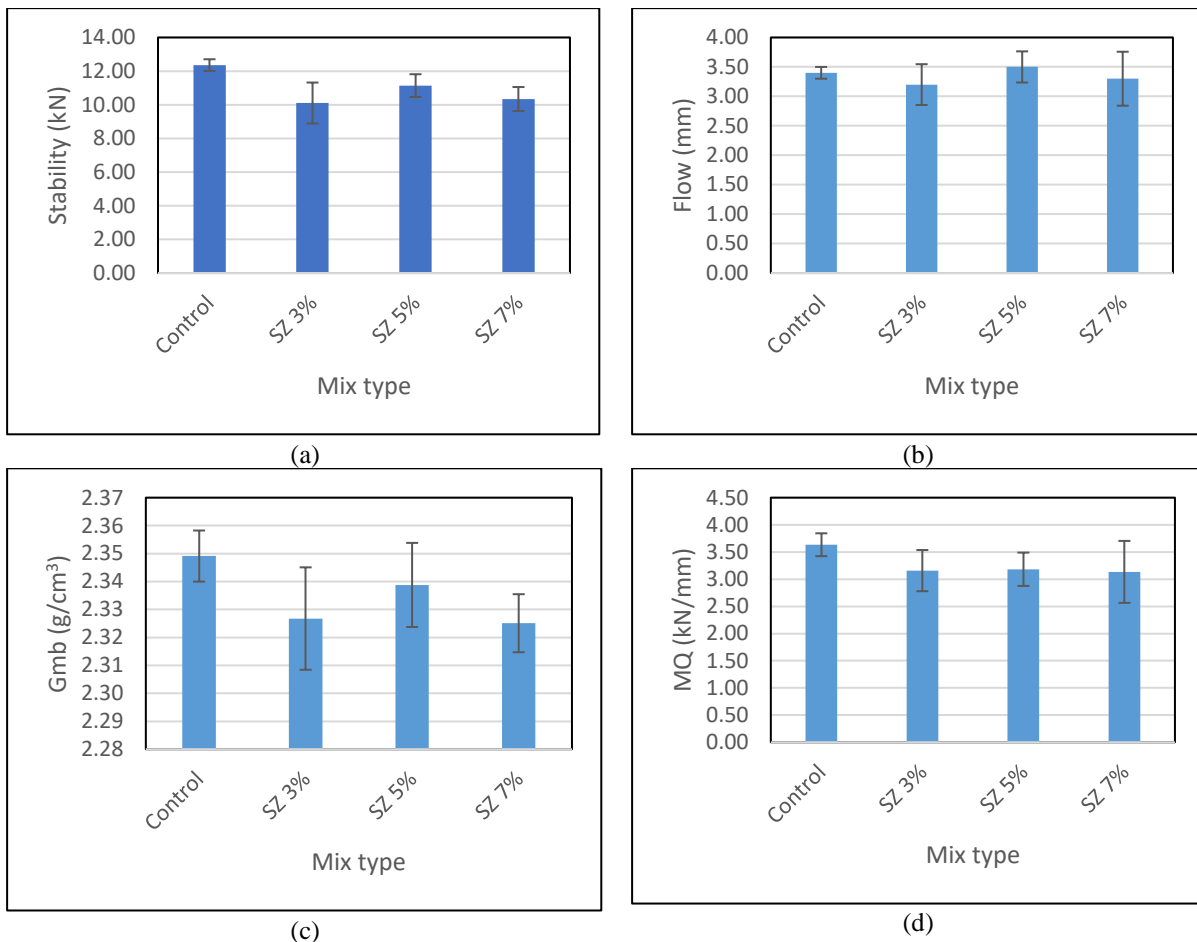 14.00
12.00
10.00
8.00
6.00
4.00
2.00
0.00
Stability (kN)
Control
SZ 3%
SZ 5%
SZ 7%
Mix type
(a)
4.00
3.50
3.00
2.50
2.00
1.50
1.00
0.50
0.00
Flow (mm)
Control
SZ 3%
SZ 5%
SZ 7%
Mix type
(b)
2.37
2.36
2.35
2.34
2.33
2.32
2.31
2.30
2.29
2.28
Gmb (g/cm³)
Control
SZ 3%
SZ 5%
SZ 7%
Mix type
(c)
4.50
4.00
3.50
3.00
2.50
2.00
1.50
1.00
0.50
0.00
MQ (kN/mm)
Control
SZ 3%
SZ 5%
SZ 7%
Mix type
(d)